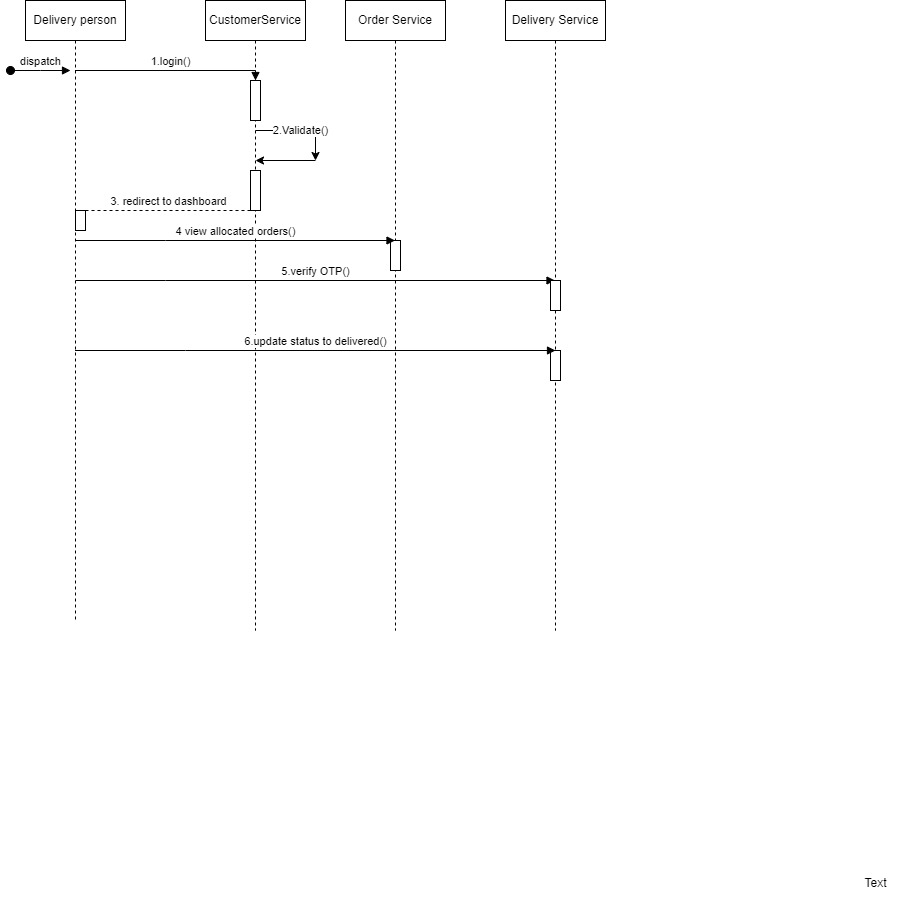 Delivery person
CustomerService
Order Service
Delivery Service
dispatch
1.login()
2.Validate()
3. redirect to dashboard
4 view allocated orders()
5.verify OTP()
6.update status to delivered()
Text